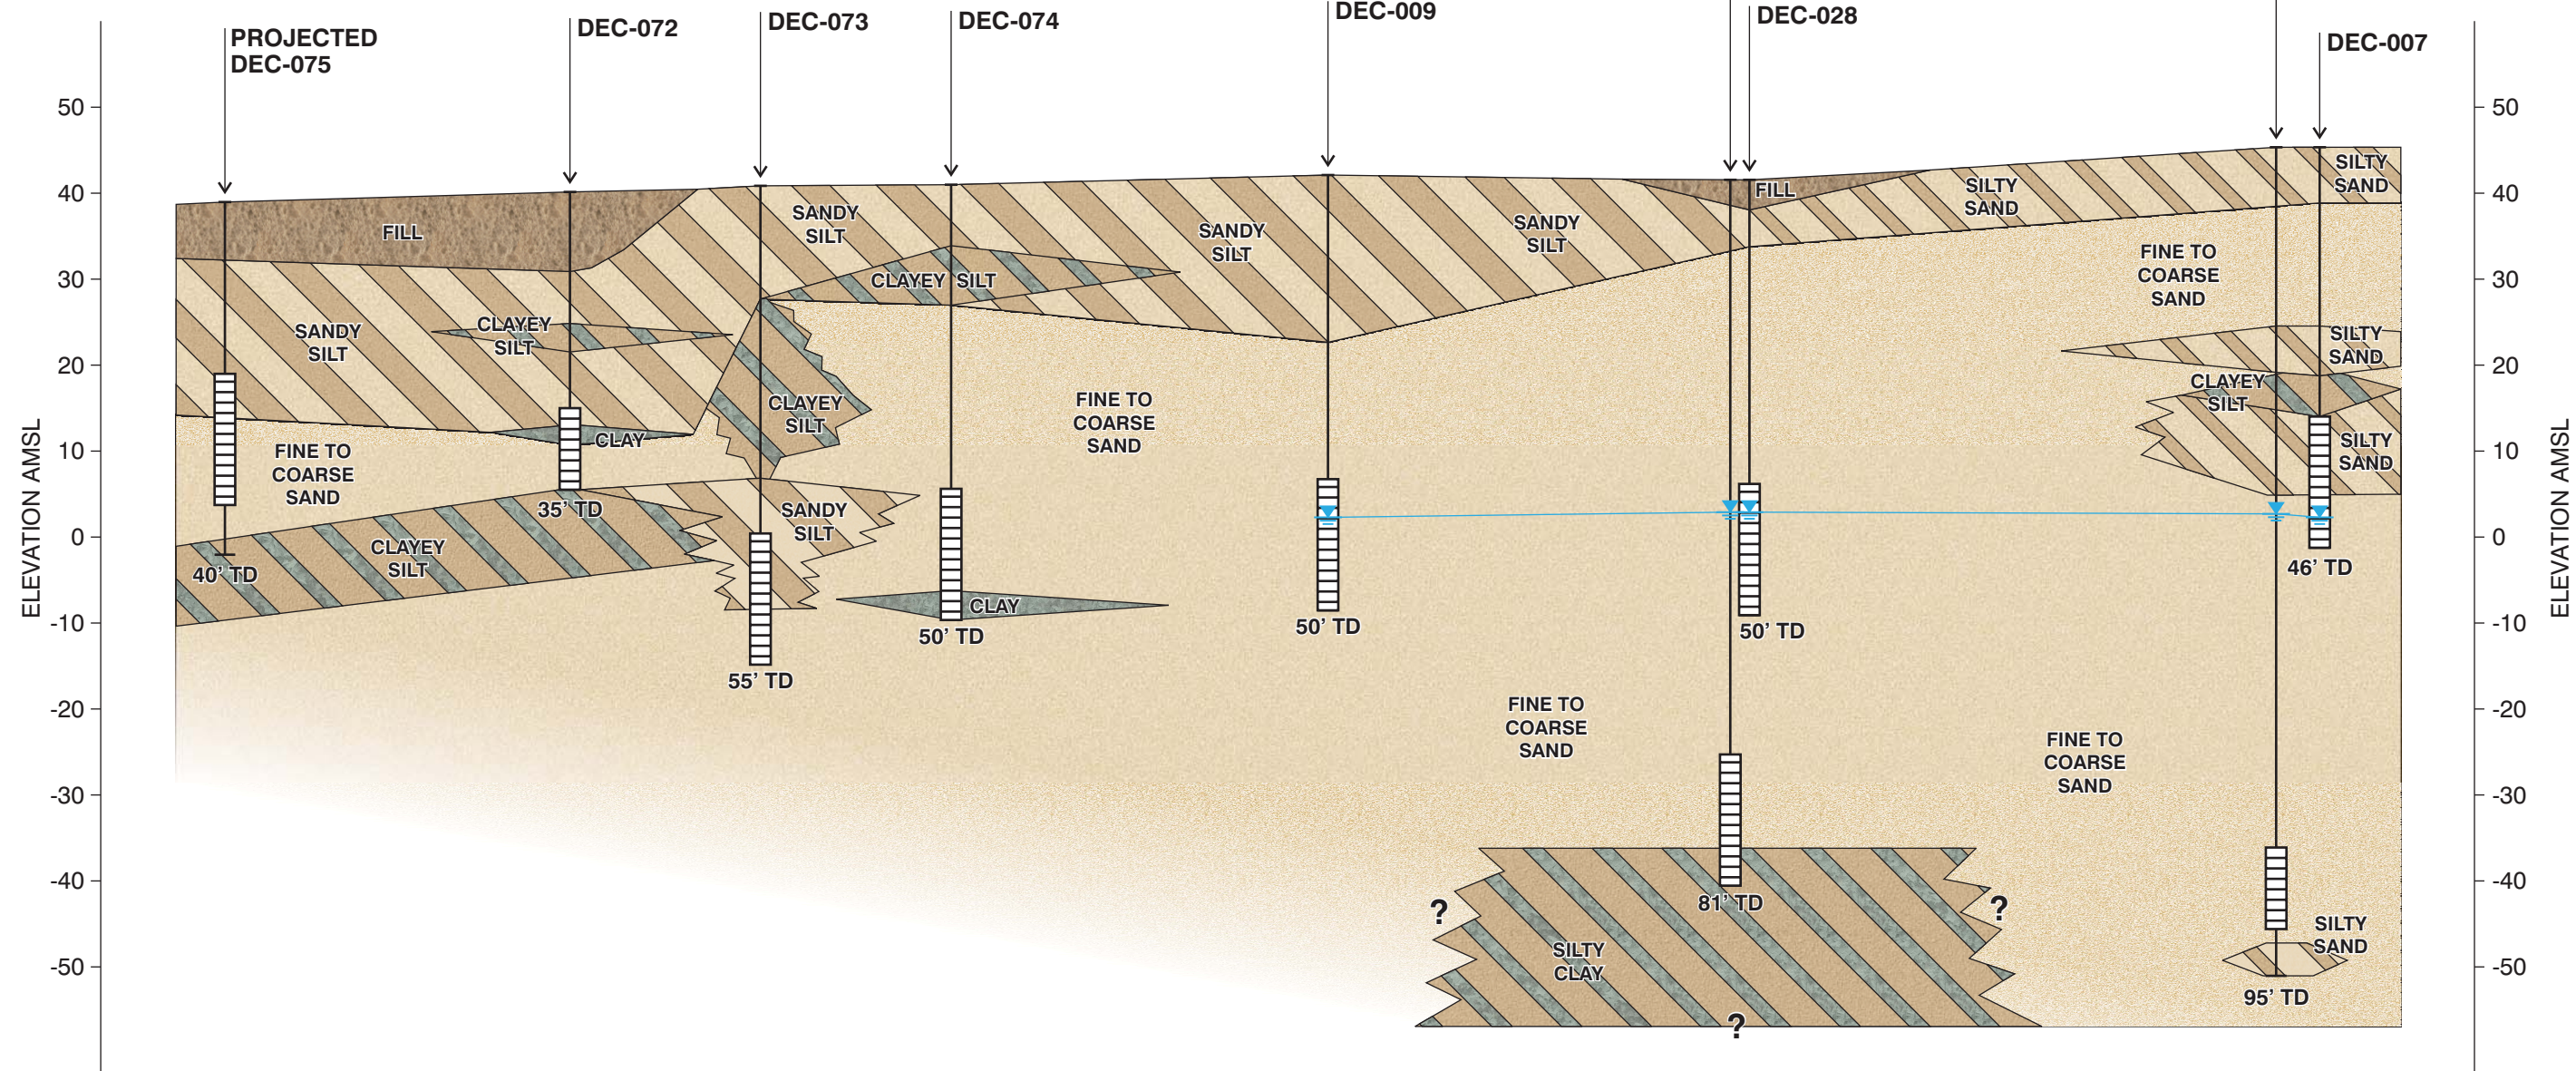 PROJECTED
DEC-075
DEC-072
DEC-073
DEC-074
DEC-009
DEC-028
DEC-007
50
40
30
20
10
0
-10
-20
-30
-40
-50
ELEVATION AMSL
50
40
30
20
10
0
-10
-20
-30
-40
-50
ELEVATION AMSL
FILL
SANDY
SILT
CLAYEY
SILT
FINE TO
COARSE
SAND
CLAY
35’ TD
CLAYEY
SILT
40’ TD
SANDY
SILT
CLAYEY SILT
CLAYEY
SILT
SANDY
SILT
55’ TD
CLAY
50’ TD
FINE TO
COARSE
SAND
SANDY
SILT
50’ TD
SANDY
SILT
FILL
SILTY
SAND
50’ TD
FINE TO
COARSE
SAND
81’ TD
SILTY
CLAY
?
?
?
SILTY
SAND
FINE TO
COARSE
SAND
SILTY
SAND
CLAYEY
SILT
SILTY
SAND
46’ TD
FINE TO
COARSE
SAND
SILTY
SAND
95’ TD